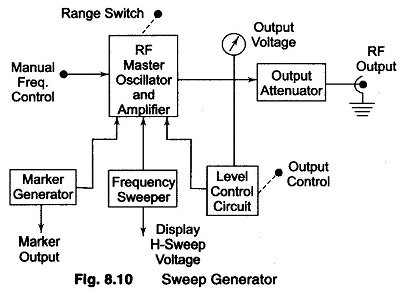 Range Switch
Output
Voltage
RF
Output
RF
Master
Oscillator
and
Amplifier
Manual
Freq.
Control
Output
Attenuator
Marker
Generator
Frequency
Sweeper
Level
Control
Circuit
Output
Control
Marker
Output
Display
H-Sweep
Voltage
Fig. 8.10 Sweep Generator